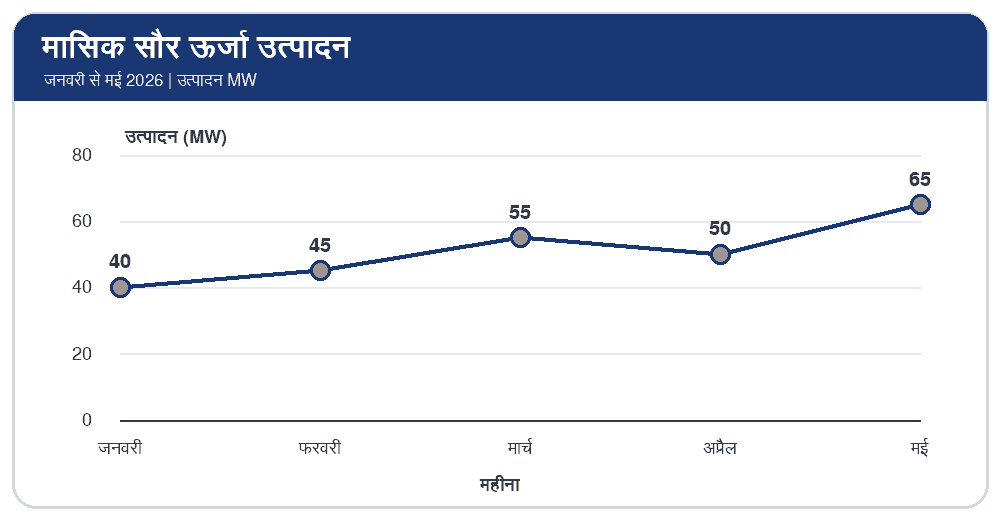 मासिक सौर ऊर्जा उत्पादन
जनवरी से मई 2026 | उत्पादन MW
उत्पादन (MW)
80
60
40
20
0
40
45
55
50
65
जनवरी
फरवरी
मार्च
अप्रैल
मई
महीना